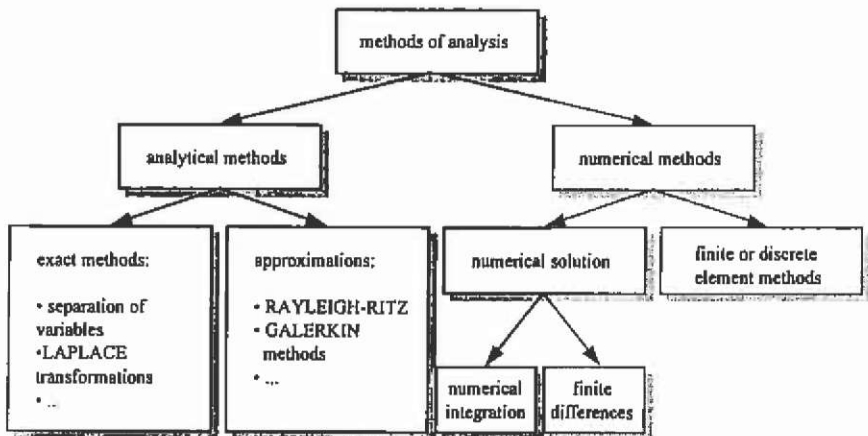 methods of analysis
analytical methods
numerical methods
exact methods:
• separation of
variables
•LAPLACE
transformations
• ...
approximations:
• RAYLEIGH-RITZ
• GALERKIN
methods
• ...
numerical solution
finite or discrete
element methods
numerical
integration
finite
differences